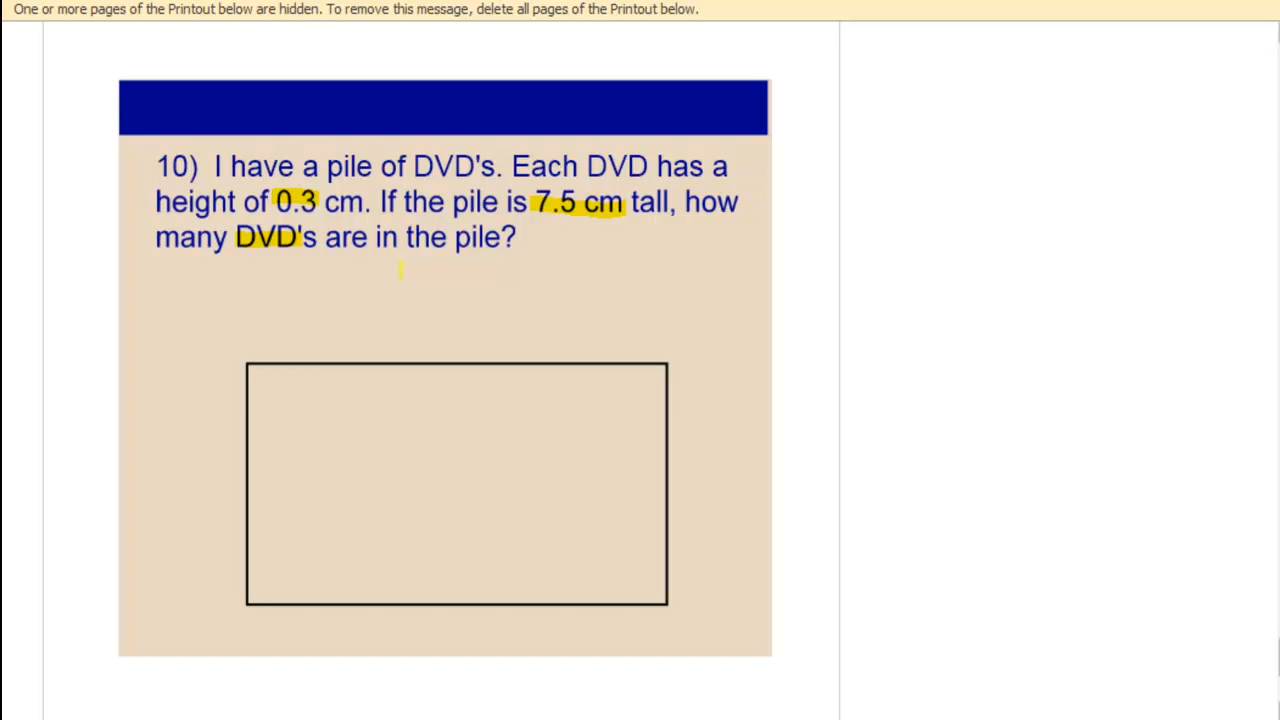 One or more pages of the Printout below are hidden. To remove this message, delete all pages of the Printout below.
10) I have a pile of DVD's. Each DVD has a
height of 0.3 cm. If the pile is 7.5 cm tall, how
many DVD's are in the pile?